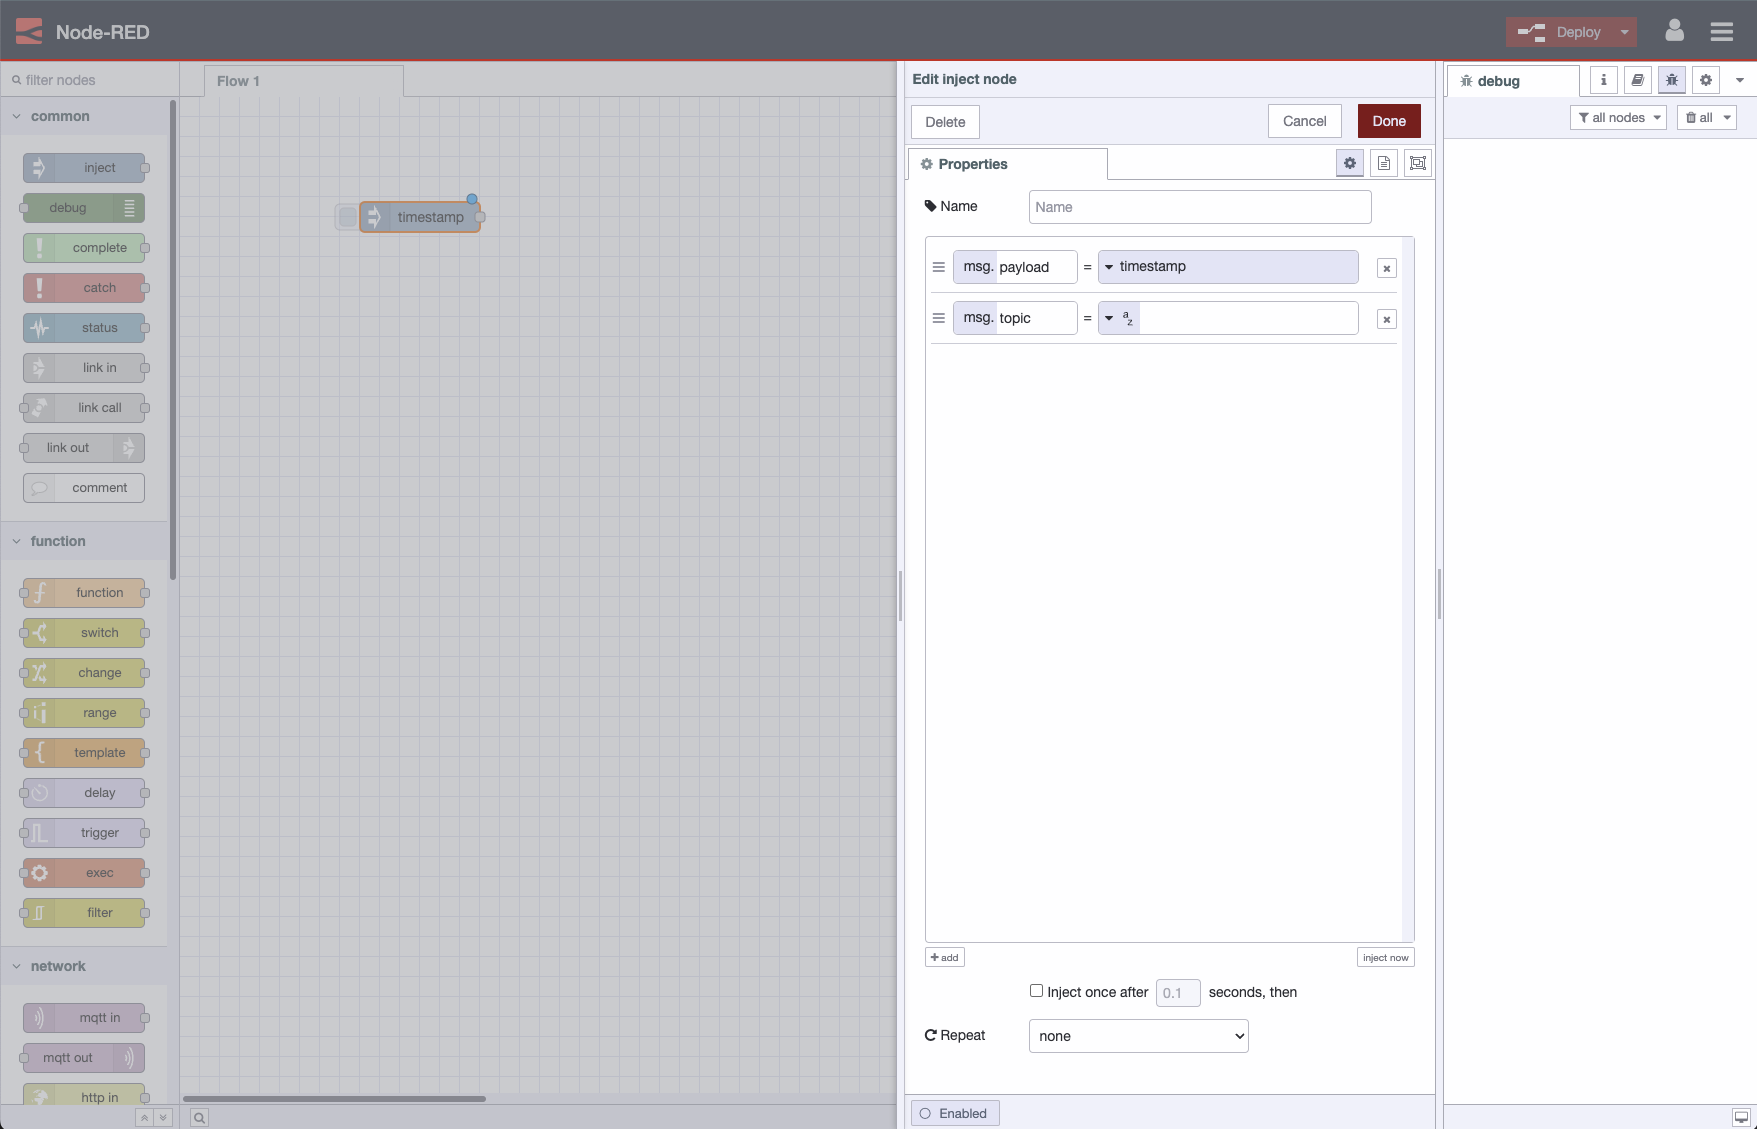 Node-RED
Deploy
filter nodes
common
inject
debug
complete
catch
status
link in
link call
link out
comment
function
function
switch
change
range
template
delay
trigger
exec
filter
network
mqtt in
mqtt out
http in
Flow 1
timestamp
Edit inject node
Delete
Cancel
Done
Properties
Name
Name
msg. payload = timestamp
msg. topic = a z
add
inject now
Inject once after 0.1 seconds, then
Repeat
none
Enabled
debug
all nodes
all